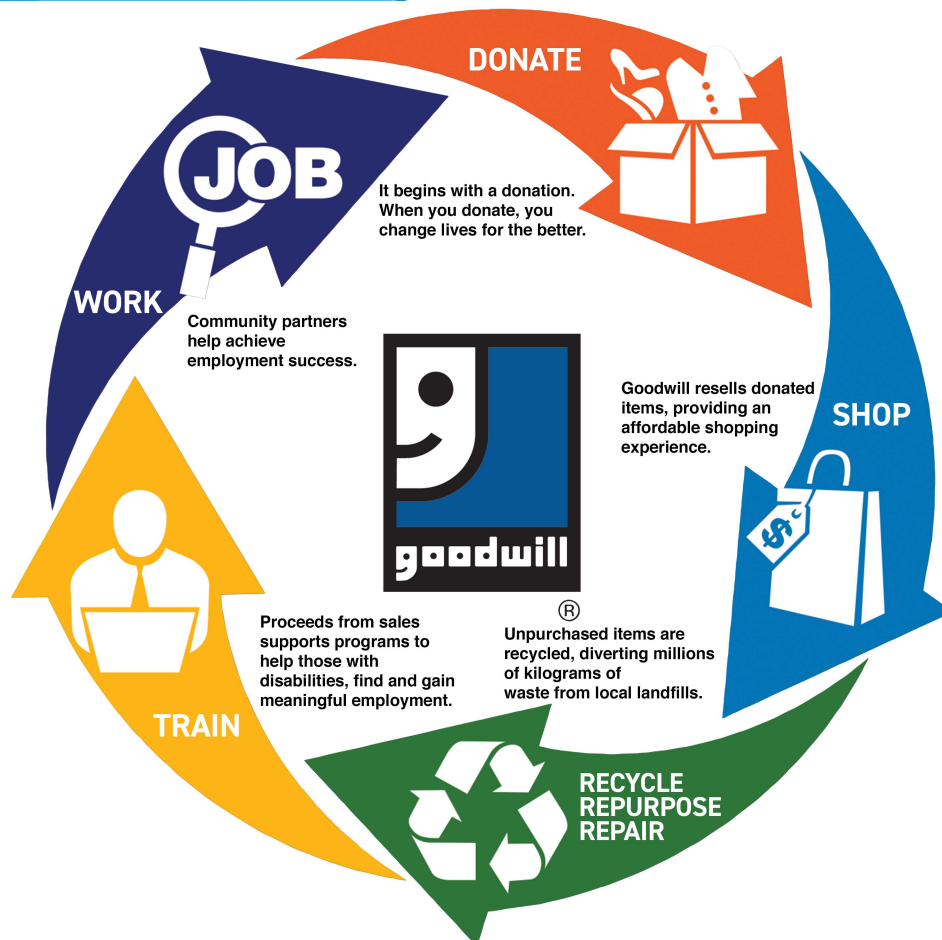 DONATE
It begins with a donation.
When you donate, you
change lives for the better.
SHOP
Goodwill resells donated
items, providing an
affordable shopping
experience.
$
RECYCLE
REPURPOSE
REPAIR
Unpurchased items are
recycled, diverting millions
of kilograms of
waste from local landfills.
TRAIN
Proceeds from sales
supports programs to
help those with
disabilities, find and gain
meaningful employment.
WORK
JOB
Community partners
help achieve
employment success.
g
goodwill
®